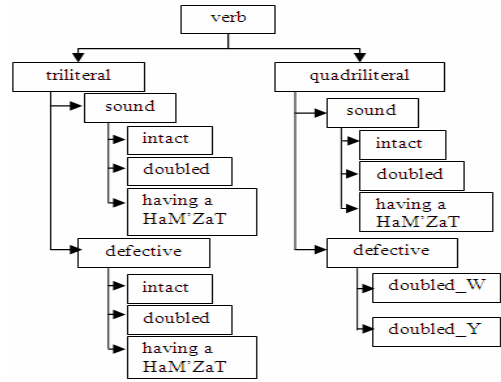 verb
triliteral
sound
intact
doubled
having a
HaM'ZaT
defective
intact
doubled
having a
HaM'ZaT
quadriliteral
sound
intact
doubled
having a
HaM'ZaT
defective
doubled_W
doubled_Y